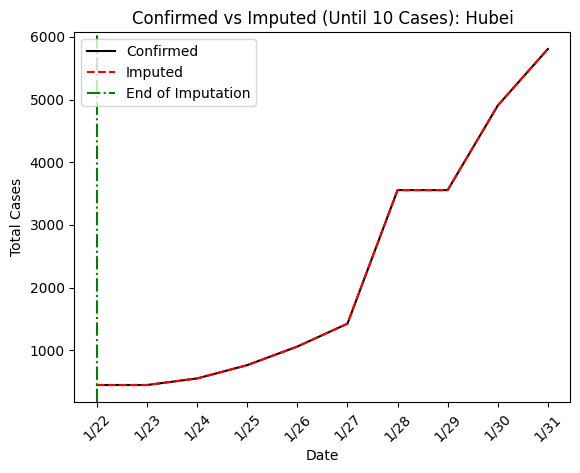 Confirmed vs Imputed (Until 10 Cases): Hubei
Confirmed
Imputed
End of Imputation
Total Cases
6000
5000
4000
3000
2000
1000
1/22
1/23
1/24
1/25
1/26
1/27
1/28
1/29
1/30
1/31
Date